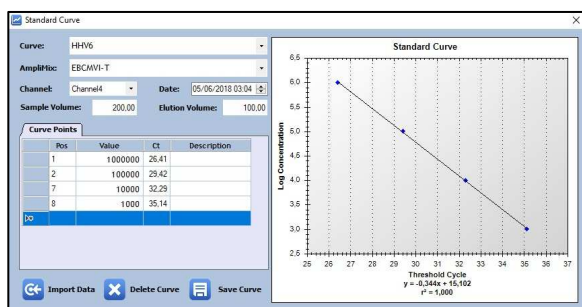 Standard Curve
Curve: HHV6
AmpliMix: EBCMVI-T
Channel: Channel4 Date: 05/06/2018 03:04
Sample Volume: 200.00 Elution Volume: 100.00
Curve Points
Pos Value Ct Description
1 1000000 26,41
2 100000 29,42
7 10000 32,29
8 1000 35,14
Import Data Delete Curve Save Curve
Standard Curve
Log Concentration
6,5
6,0
5,5
5,0
4,5
4,0
3,5
3,0
2,5
25 26 27 28 29 30 31 32 33 34 35 36 37
Threshold Cycle
y = -0,344x + 15,102
r² = 1,000